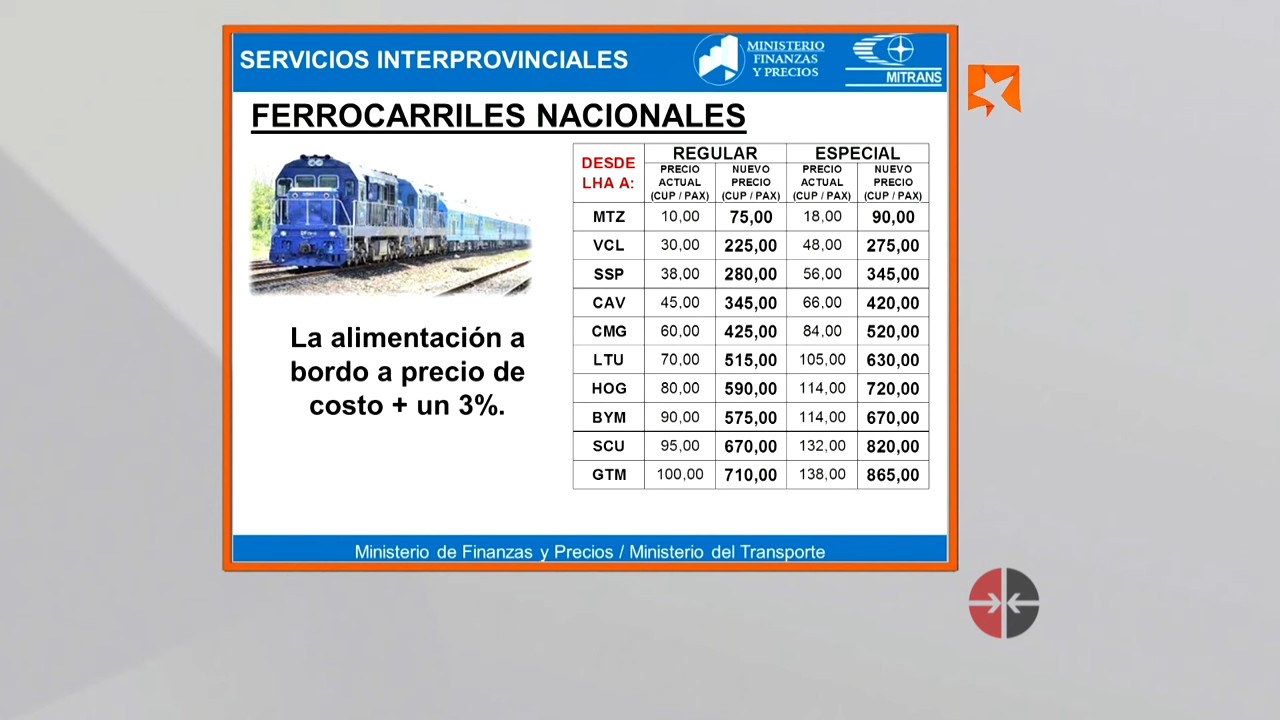 SERVICIOS INTERPROVINCIALES
MINISTERIO
FINANZAS
Y PRECIOS
MITRANS
FERROCARRILES NACIONALES
DESDE LHA A: REGULAR ESPECIAL
PRECIO ACTUAL (CUP / PAX) NUEVO PRECIO (CUP / PAX) PRECIO ACTUAL (CUP / PAX) NUEVO PRECIO (CUP / PAX)
MTZ 10,00 75,00 18,00 90,00
VCL 30,00 225,00 48,00 275,00
SSP 38,00 280,00 56,00 345,00
CAV 45,00 345,00 66,00 420,00
CMG 60,00 425,00 84,00 520,00
LTU 70,00 515,00 105,00 630,00
HOG 80,00 590,00 114,00 720,00
BYM 90,00 575,00 114,00 670,00
SCU 95,00 670,00 132,00 820,00
GTM 100,00 710,00 138,00 865,00
La alimentación a
bordo a precio de
costo + un 3%.
Ministerio de Finanzas y Precios / Ministerio del Transporte